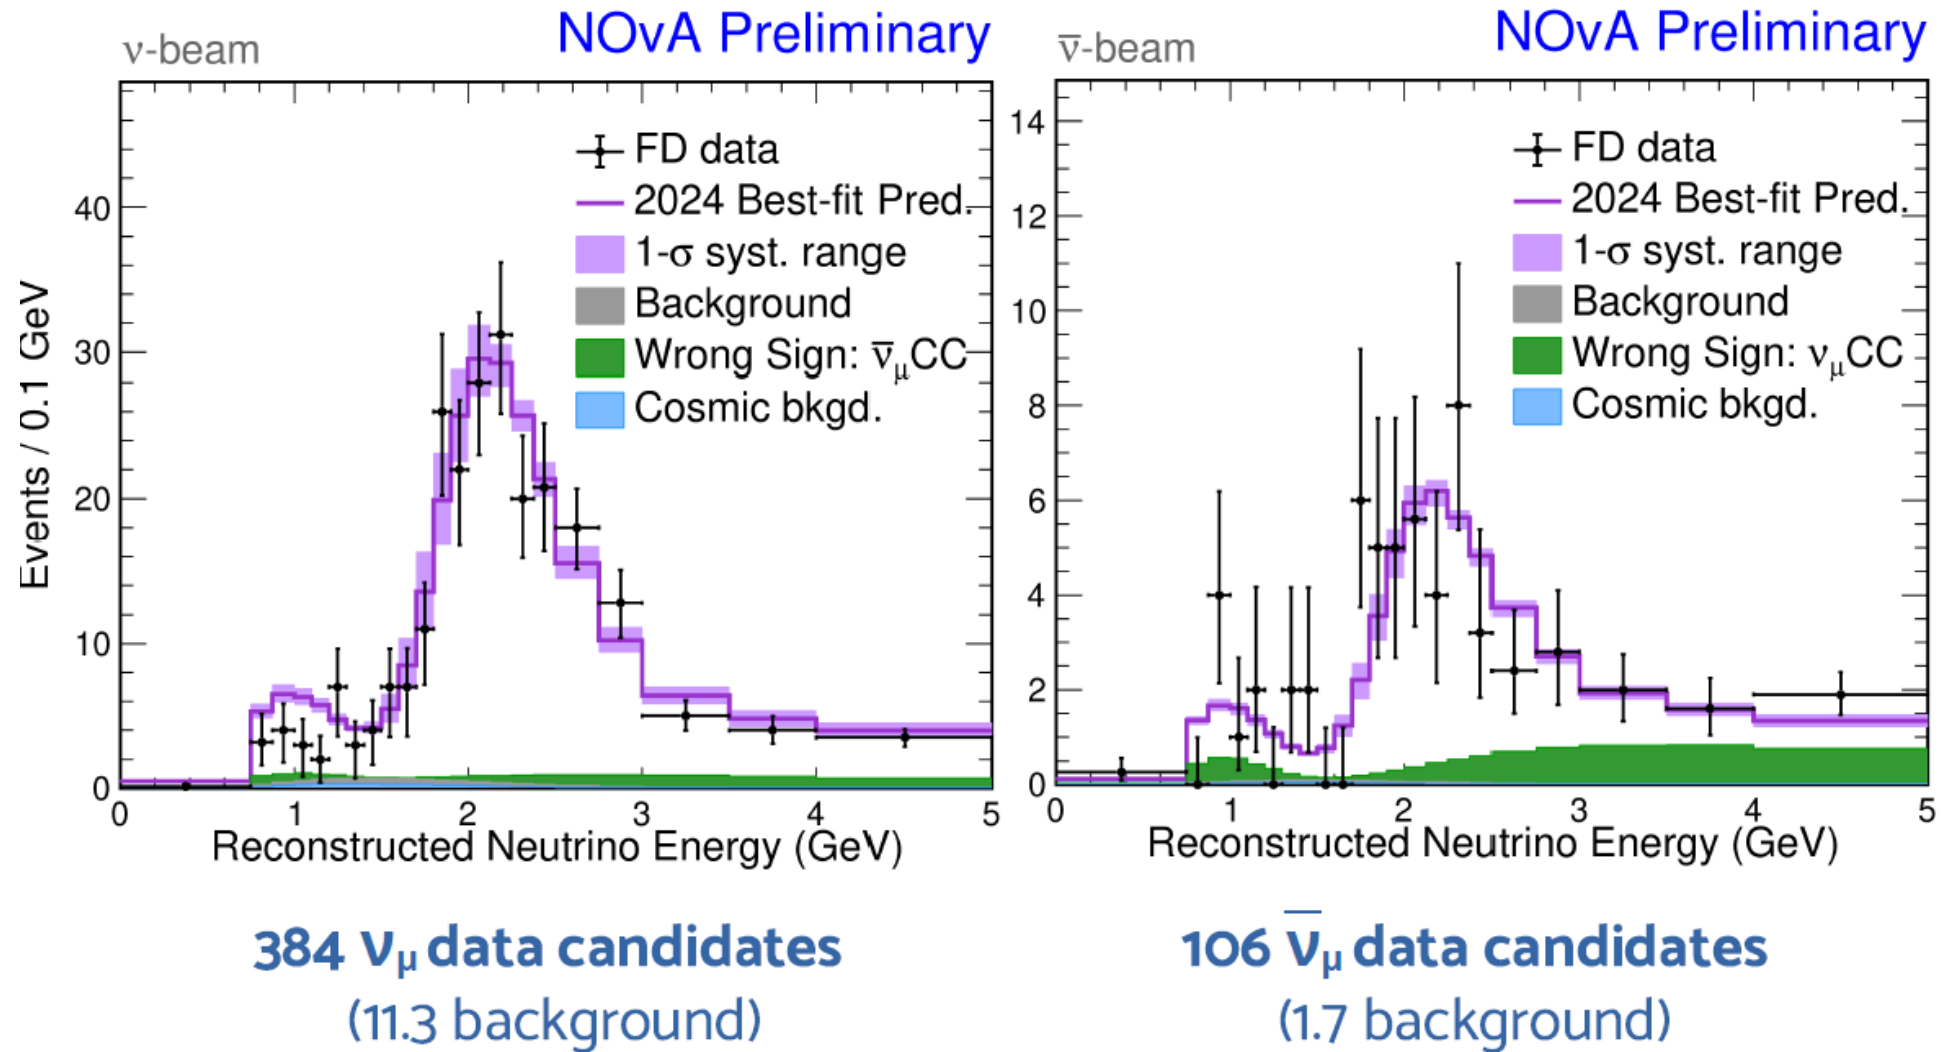 ν-beam
NOνA Preliminary
Events / 0.1 GeV
40
30
20
10
0
FD data
2024 Best-fit Pred.
1-σ syst. range
Background
Wrong Sign: ν̅μCC
Cosmic bkgd.
0 1 2 3 4 5
Reconstructed Neutrino Energy (GeV)
384 νμ data candidates
(11.3 background)
ν̅-beam
NOνA Preliminary
14
12
10
8
6
4
2
0
FD data
2024 Best-fit Pred.
1-σ syst. range
Background
Wrong Sign: νμCC
Cosmic bkgd.
0 1 2 3 4 5
Reconstructed Neutrino Energy (GeV)
106 ν̅μ data candidates
(1.7 background)